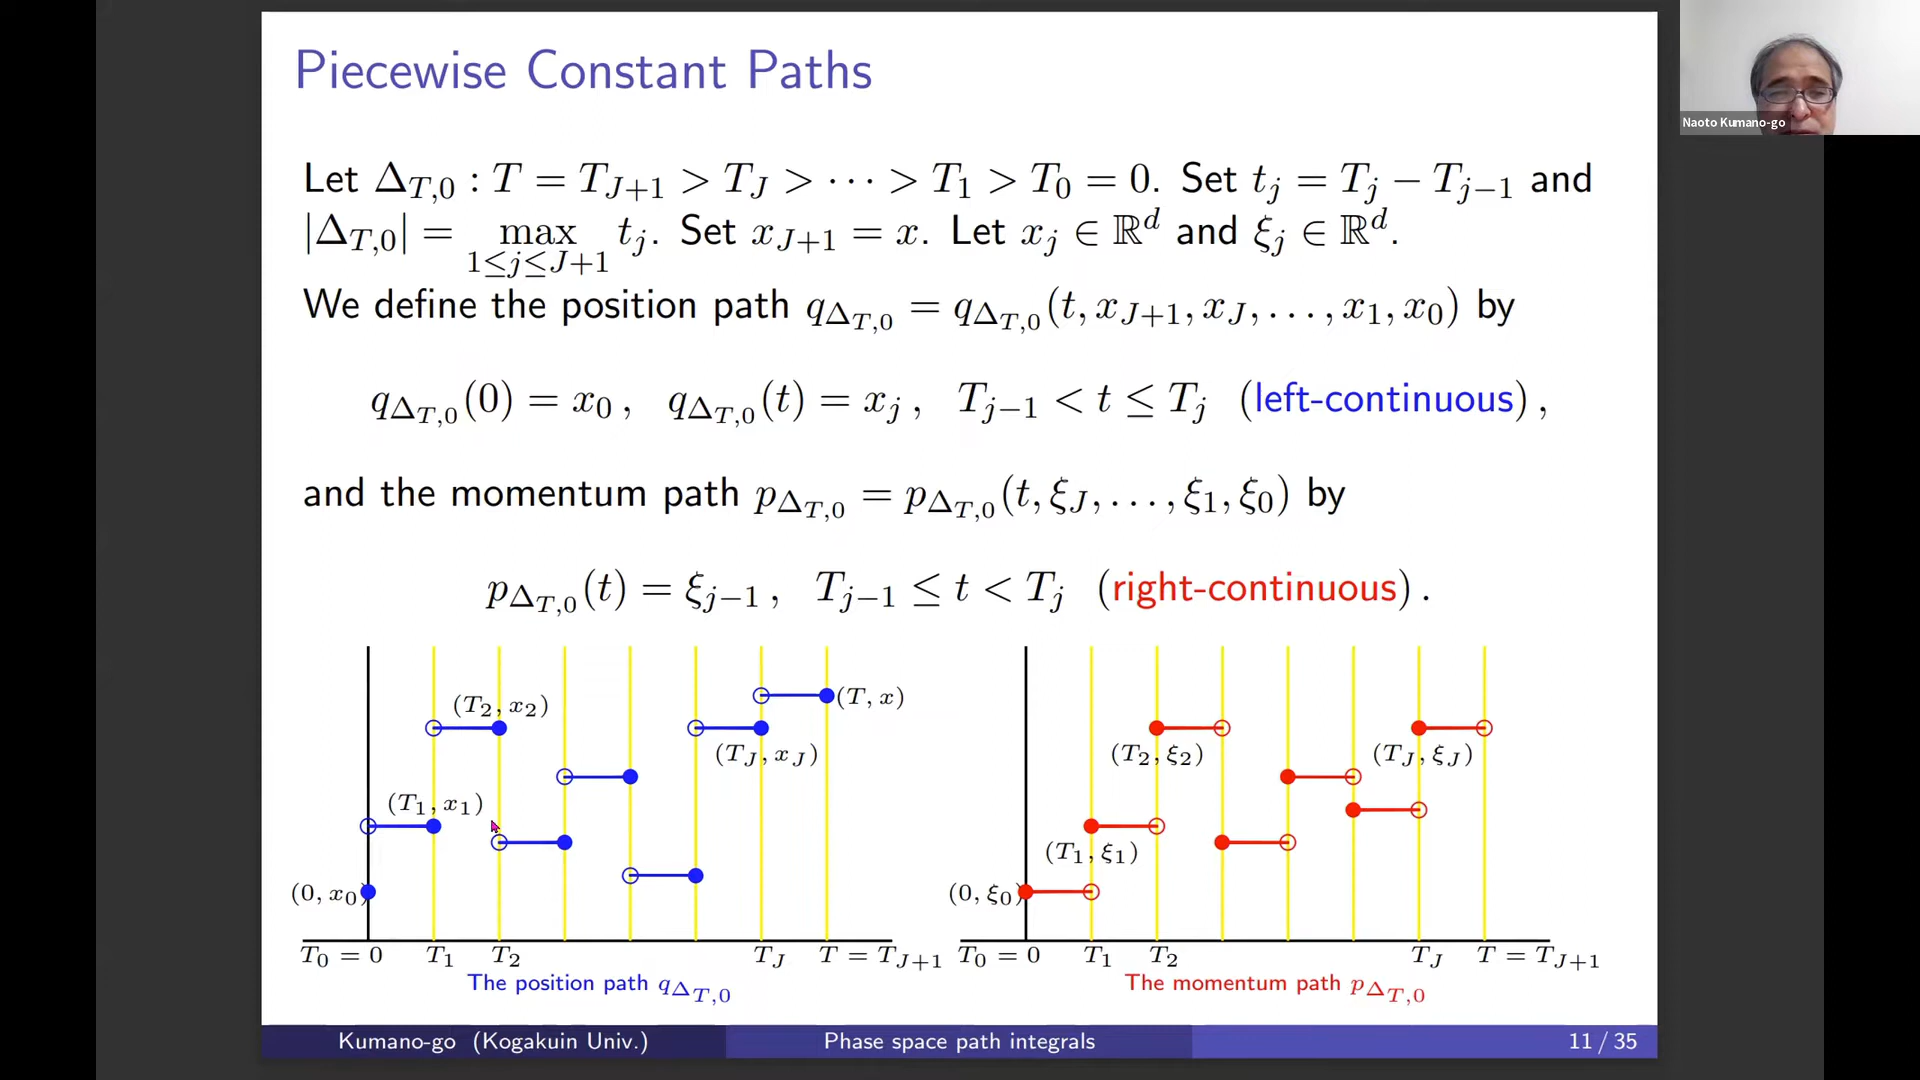 Piecewise Constant Paths
Naoto Kumano-go
Let Δ_{T,0} : T = T_{J+1} > T_J > ⋯ > T_1 > T_0 = 0. Set t_j = T_j − T_{j−1} and
|Δ_{T,0}| = max_{1≤j≤J+1} t_j. Set x_{J+1} = x. Let x_j ∈ ℝ^d and ξ_j ∈ ℝ^d.
We define the position path q_{Δ_{T,0}} = q_{Δ_{T,0}}(t, x_{J+1}, x_J, . . . , x_1, x_0) by
q_{Δ_{T,0}}(0) = x_0 , q_{Δ_{T,0}}(t) = x_j , T_{j−1} < t ≤ T_j (left-continuous) ,
and the momentum path p_{Δ_{T,0}} = p_{Δ_{T,0}}(t, ξ_J, . . . , ξ_1, ξ_0) by
p_{Δ_{T,0}}(t) = ξ_{j−1} , T_{j−1} ≤ t < T_j (right-continuous) .
(T_2, x_2)
(T, x)
(T_J, x_J)
(T_1, x_1)
(0, x_0)
T_0 = 0 T_1 T_2 T_J T = T_{J+1}
The position path q_{Δ_{T,0}}
(T_2, ξ_2)
(T_J, ξ_J)
(T_1, ξ_1)
(0, ξ_0)
T_0 = 0 T_1 T_2 T_J T = T_{J+1}
The momentum path p_{Δ_{T,0}}
Kumano-go (Kogakuin Univ.) Phase space path integrals 11 / 35